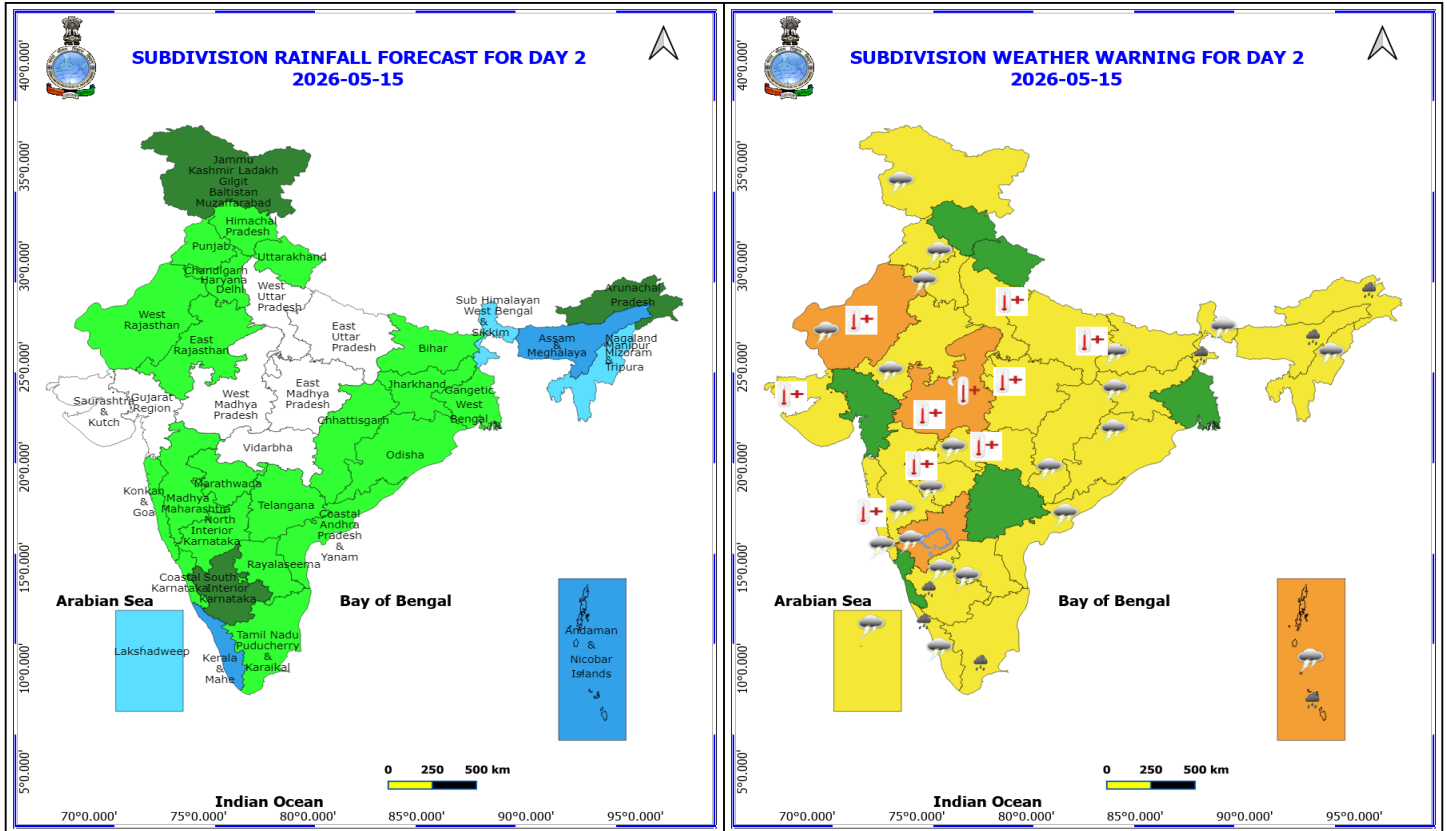 SUBDIVISION RAINFALL FORECAST FOR DAY 2
2026-05-15
40°0.000'
35°0.000'
30°0.000'
25°0.000'
20°0.000'
15°0.000'
10°0.000'
5°0.000'
Jammu
Kashmir Ladakh
Gilgit
Baltistan
Muzaffarabad
Himachal
Pradesh
Punjab
Uttarakhand
Chandigarh
Haryana
Delhi
West
Uttar
Pradesh
West
Rajasthan
East
Rajasthan
East
Uttar
Pradesh
Bihar
Sub Himalayan
West Bengal
&
Sikkim
Arunachal
Pradesh
Assam
&
Meghalaya
Nagaland
Manipur
Mizoram
&
Tripura
Saurashtra
&
Kutch
Gujarat
Region
West
Madhya
Pradesh
East
Madhya
Pradesh
Jharkhand
Gangetic
West
Bengal
Chhattisgarh
Vidarbha
Odisha
Konkan
&
Goa
Madhya
Maharashtra
Marathwada
Telangana
North
Interior
Karnataka
Coastal
Andhra
Pradesh
&
Yanam
Rayalaseema
Coastal
Karnataka
South
Interior
Karnataka
Arabian Sea
Bay of Bengal
Lakshadweep
Kerala
&
Mahe
Tamil Nadu
Puducherry
&
Karaikal
Andaman
&
Nicobar
Islands
0 250 500 km
Indian Ocean
70°0.000' 75°0.000' 80°0.000' 85°0.000' 90°0.000' 95°0.000'
SUBDIVISION WEATHER WARNING FOR DAY 2
2026-05-15
40°0.000'
35°0.000'
30°0.000'
25°0.000'
20°0.000'
15°0.000'
10°0.000'
5°0.000'
Arabian Sea
Bay of Bengal
0 250 500 km
Indian Ocean
70°0.000' 75°0.000' 80°0.000' 85°0.000' 90°0.000' 95°0.000'